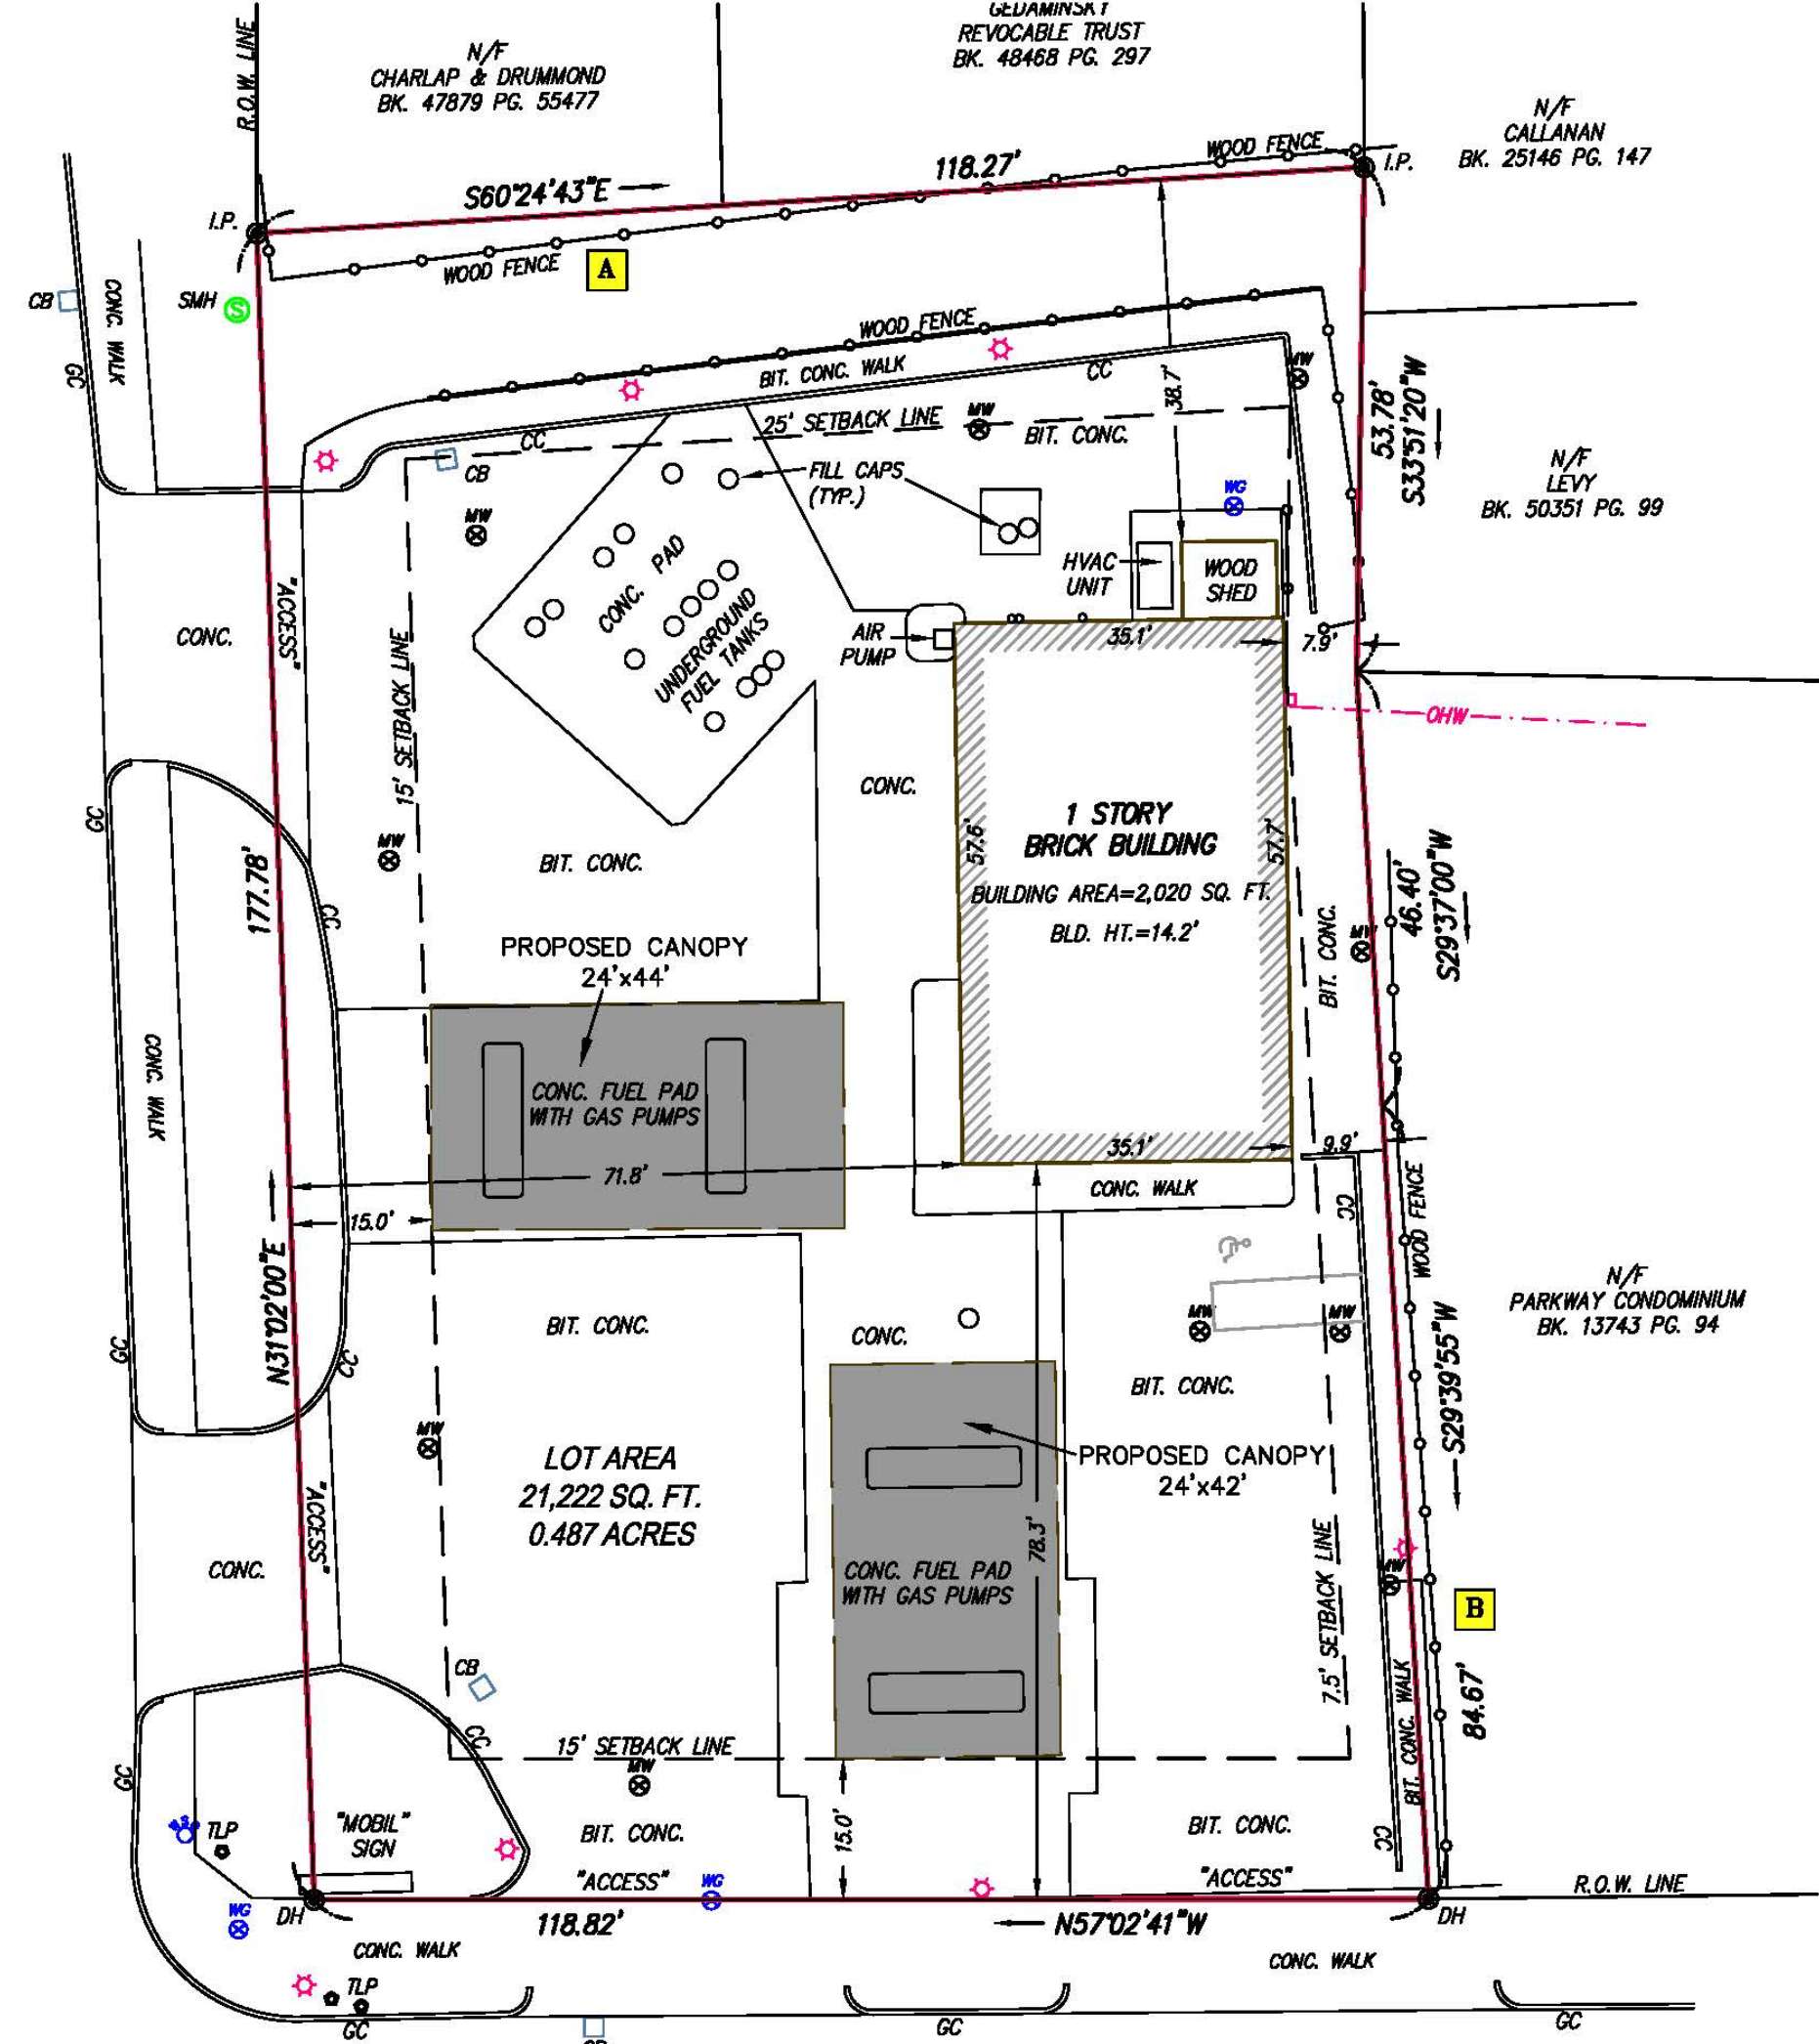 GEDAMINSKY
REVOCABLE TRUST
BK. 48468 PG. 297
R.O.W. LINE
N/F
CHARLAP & DRUMMOND
BK. 47879 PG. 55477
N/F
CALLANAN
BK. 25146 PG. 147
WOOD FENCE
118.27'
I.P.
S60°24'43"E
I.P.
WOOD FENCE
A
CB
CONC. WALK
SMH
S
WOOD FENCE
BIT. CONC. WALK
CC
MW
GC
38.7'
53.78'
S33°51'20"W
25' SETBACK LINE
MW
BIT. CONC.
CC
CB
FILL CAPS
(TYP.)
N/F
LEVY
BK. 50351 PG. 99
MW
WG
CONC. PAD
UNDERGROUND
FUEL TANKS
HVAC
UNIT
WOOD
SHED
"ACCESS"
CONC.
AIR
PUMP
35.1'
7.9'
15' SETBACK LINE
OHW
CONC.
1 STORY
BRICK BUILDING
BUILDING AREA=2,020 SQ. FT.
BLD. HT.=14.2'
57.6'
57.7'
GC
MW
BIT. CONC.
177.78'
CC
46.40'
S29°37'00"W
BIT. CONC.
MW
PROPOSED CANOPY
24'x44'
CONC. WALK
CONC. FUEL PAD
WITH GAS PUMPS
35.1'
9.9'
71.8'
CONC. WALK
15.0'
CC
WOOD FENCE
N31°02'00"E
N/F
PARKWAY CONDOMINIUM
BK. 13743 PG. 94
BIT. CONC.
CONC.
MW
MW
GC
CC
BIT. CONC.
S29°39'55"W
MW
LOT AREA
21,222 SQ. FT.
0.487 ACRES
PROPOSED CANOPY
24'x42'
78.3'
"ACCESS"
CONC.
CONC. FUEL PAD
WITH GAS PUMPS
7.5' SETBACK LINE
MW
B
CB
CC
15' SETBACK LINE
MW
BIT. CONC. WALK
84.67'
GC
TLP
"MOBIL"
SIGN
BIT. CONC.
15.0'
BIT. CONC.
CC
"ACCESS"
WG
"ACCESS"
R.O.W. LINE
WG
DH
118.82'
N57°02'41"W
DH
CONC. WALK
CONC. WALK
TLP
GC
GC
GC